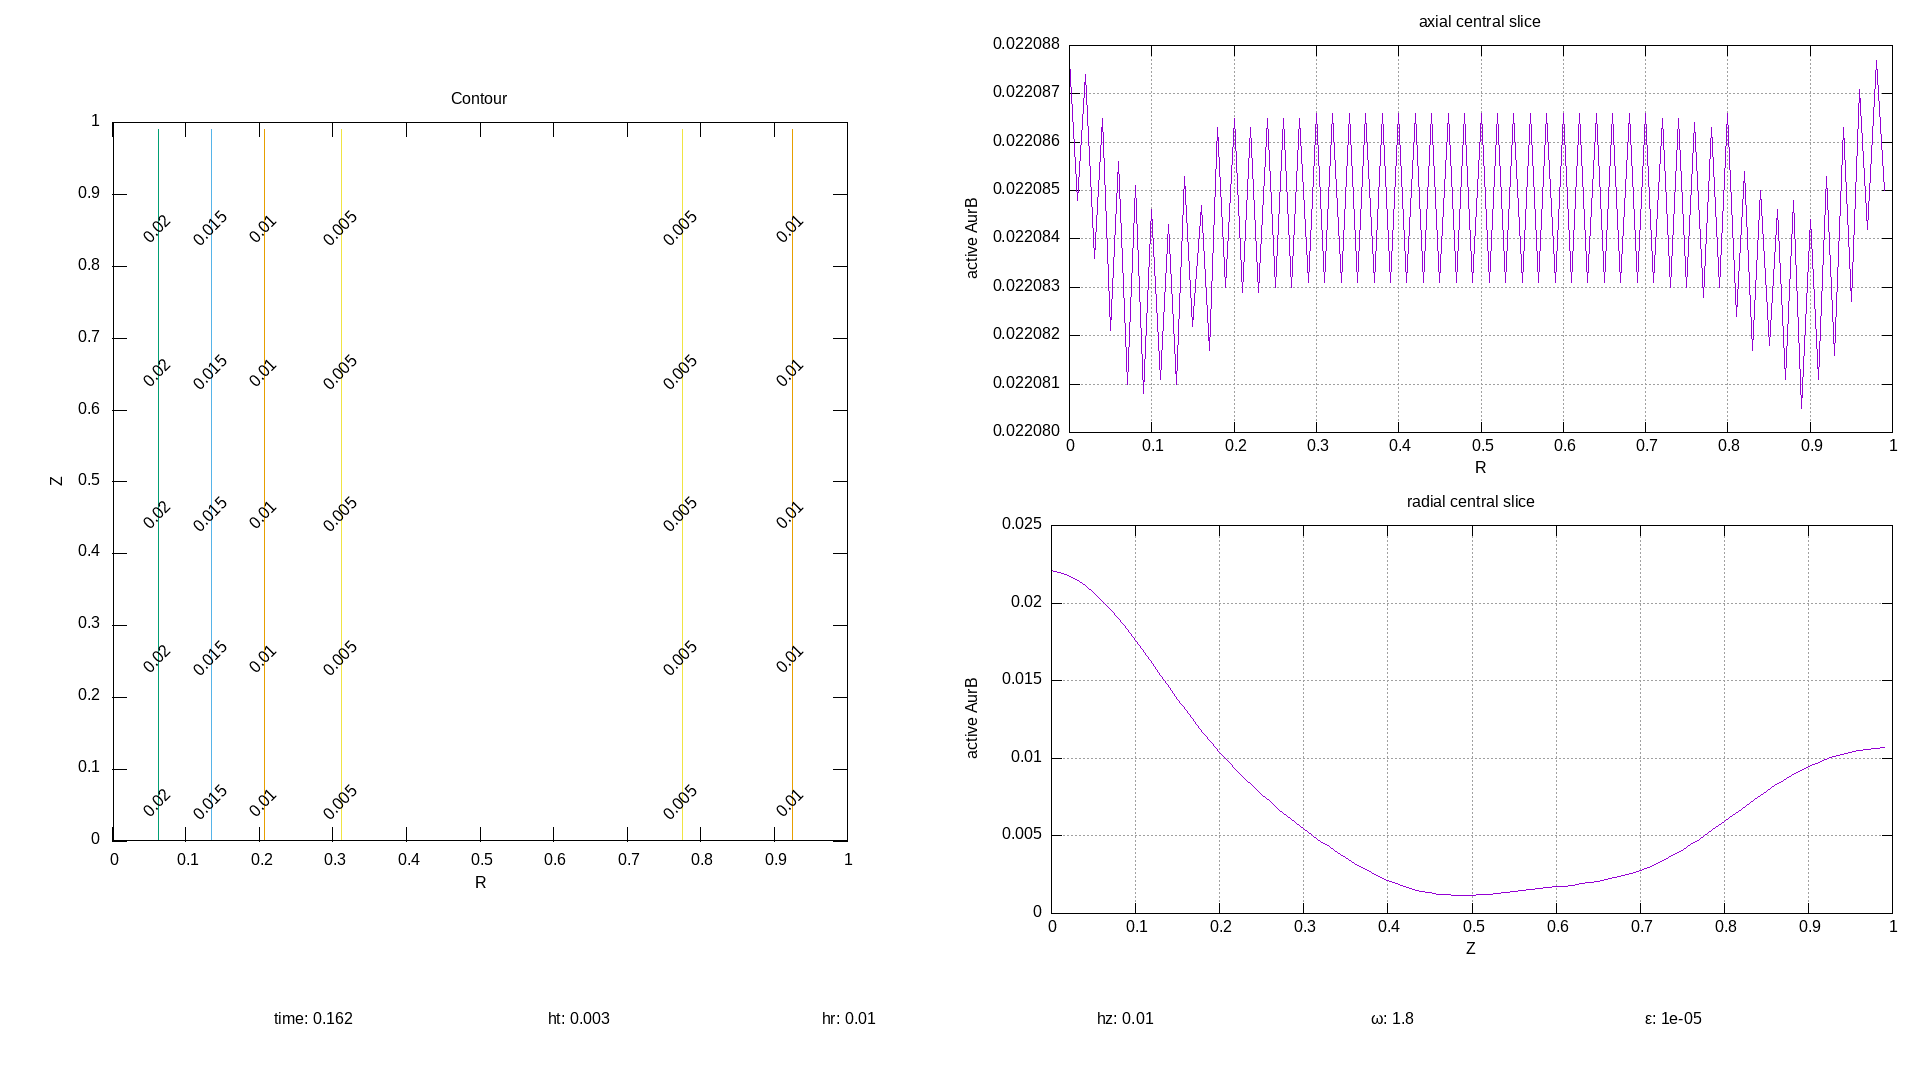 Contour
1
0.9
0.8
0.7
0.6
0.5
0.4
0.3
0.2
0.1
0
Z
0.02 0.015 0.01 0.005 0.005 0.01
0.02 0.015 0.01 0.005 0.005 0.01
0.02 0.015 0.01 0.005 0.005 0.01
0.02 0.015 0.01 0.005 0.005 0.01
0.02 0.015 0.01 0.005 0.005 0.01
0 0.1 0.2 0.3 0.4 0.5 0.6 0.7 0.8 0.9 1
R
axial central slice
0.022088
0.022087
0.022086
0.022085
0.022084
0.022083
0.022082
0.022081
0.022080
active AurB
0 0.1 0.2 0.3 0.4 0.5 0.6 0.7 0.8 0.9 1
R
radial central slice
0.025
0.02
0.015
0.01
0.005
0
active AurB
0 0.1 0.2 0.3 0.4 0.5 0.6 0.7 0.8 0.9 1
Z
time: 0.162 ht: 0.003 hr: 0.01 hz: 0.01 ω: 1.8 ε: 1e-05